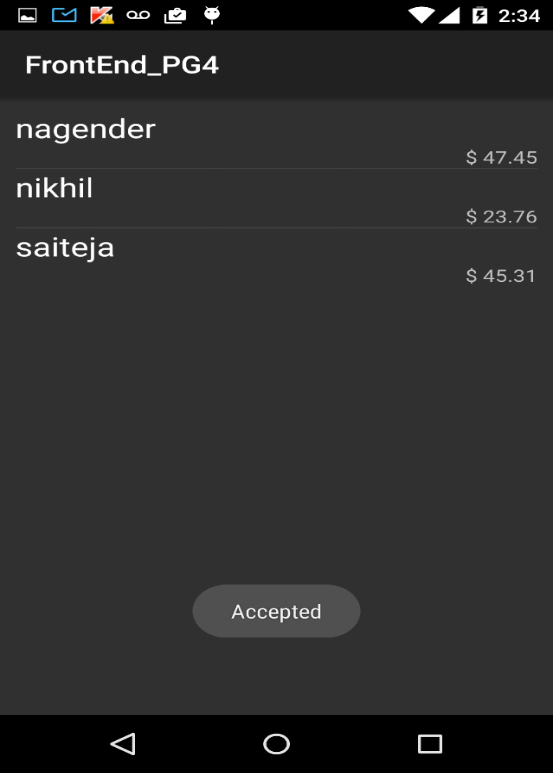 2:34
FrontEnd_PG4
nagender
$ 47.45
nikhil
$ 23.76
saiteja
$ 45.31
Accepted